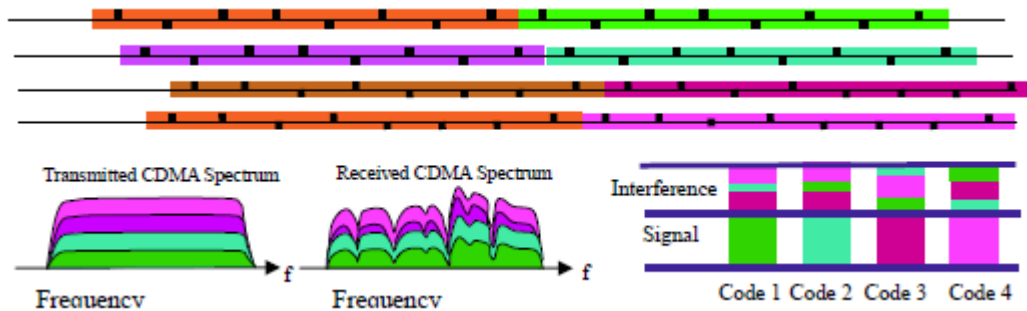 Transmitted CDMA Spectrum
Received CDMA Spectrum
Interference
Signal
f
f
Frequency
Frequency
Code 1 Code 2 Code 3 Code 4